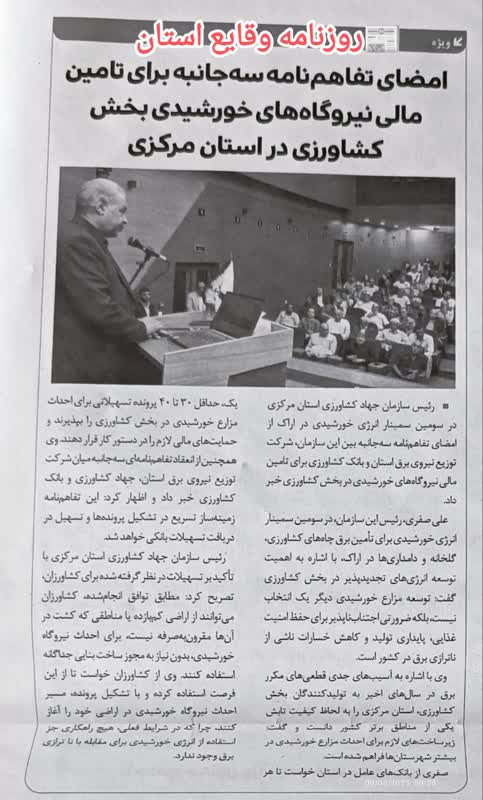 روزنامه وقایع استان
ویژه
امضای تفاهم‌نامه سه‌جانبه برای تامین
مالی نیروگاه‌های خورشیدی بخش
کشاورزی در استان مرکزی
رئیس سازمان جهاد کشاورزی استان مرکزی
در سومین سمینار انرژی خورشیدی در اراک از
امضای تفاهم‌نامه سه‌جانبه بین این سازمان، شرکت
توزیع نیروی برق استان و بانک کشاورزی برای تامین
مالی نیروگاه‌های خورشیدی در بخش کشاورزی خبر
داد.
علی صفری، رئیس این سازمان، در سومین سمینار
انرژی خورشیدی برای تأمین برق چاه‌های کشاورزی،
گلخانه و دامداری‌ها در اراک، با اشاره به اهمیت
توسعه انرژی‌های تجدیدپذیر در بخش کشاورزی
گفت: توسعه مزارع خورشیدی دیگر یک انتخاب
نیست، بلکه ضرورتی اجتناب‌ناپذیر برای حفظ امنیت
غذایی، پایداری تولید و کاهش خسارات ناشی از
ناترازی برق در کشور است.
وی با اشاره به آسیب‌های جدی قطعی‌های مکرر
برق در سال‌های اخیر به تولیدکنندگان بخش
کشاورزی، استان مرکزی را به لحاظ کیفیت تابش
یکی از مناطق برتر کشور دانست و گفت:
زیرساخت‌های لازم برای احداث مزارع خورشیدی در
بیشتر شهرستان‌ها فراهم شده است.
صفری از بانک‌های عامل در استان خواست تا هر
یک، حداقل ۳۰ تا ۴۰ پرونده تسهیلاتی برای احداث
مزارع خورشیدی در بخش کشاورزی را بپذیرند و
حمایت‌های مالی لازم را در دستور کار قرار دهند. وی
همچنین از انعقاد تفاهم‌نامه‌ای سه‌جانبه میان شرکت
توزیع نیروی برق استان، جهاد کشاورزی و بانک
کشاورزی خبر داد و اظهار کرد: این تفاهم‌نامه
زمینه‌ساز تسریع در تشکیل پرونده‌ها و تسهیل در
دریافت تسهیلات بانکی خواهد شد.
رئیس سازمان جهاد کشاورزی استان مرکزی با
تأکید بر تسهیلات در نظر گرفته شده برای کشاورزان،
تصریح کرد: مطابق توافق انجام‌شده، کشاورزان
می‌توانند از اراضی کم‌بازده یا مناطقی که کشت در
آن‌ها مقرون‌به‌صرفه نیست، برای احداث نیروگاه
خورشیدی، بدون نیاز به مجوز ساخت بنایی جداگانه
استفاده کنند. وی از کشاورزان خواست تا از این
فرصت استفاده کرده و با تشکیل پرونده، مسیر
احداث نیروگاه خورشیدی در اراضی خود را آغاز
کنند، چرا که در شرایط فعلی، هیچ راهکاری جز
استفاده از انرژی خورشیدی برای مقابله با نا ترازی
برق وجود ندارد.